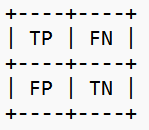 +----+----+
| TP | FN |
+----+----+
| FP | TN |
+----+----+